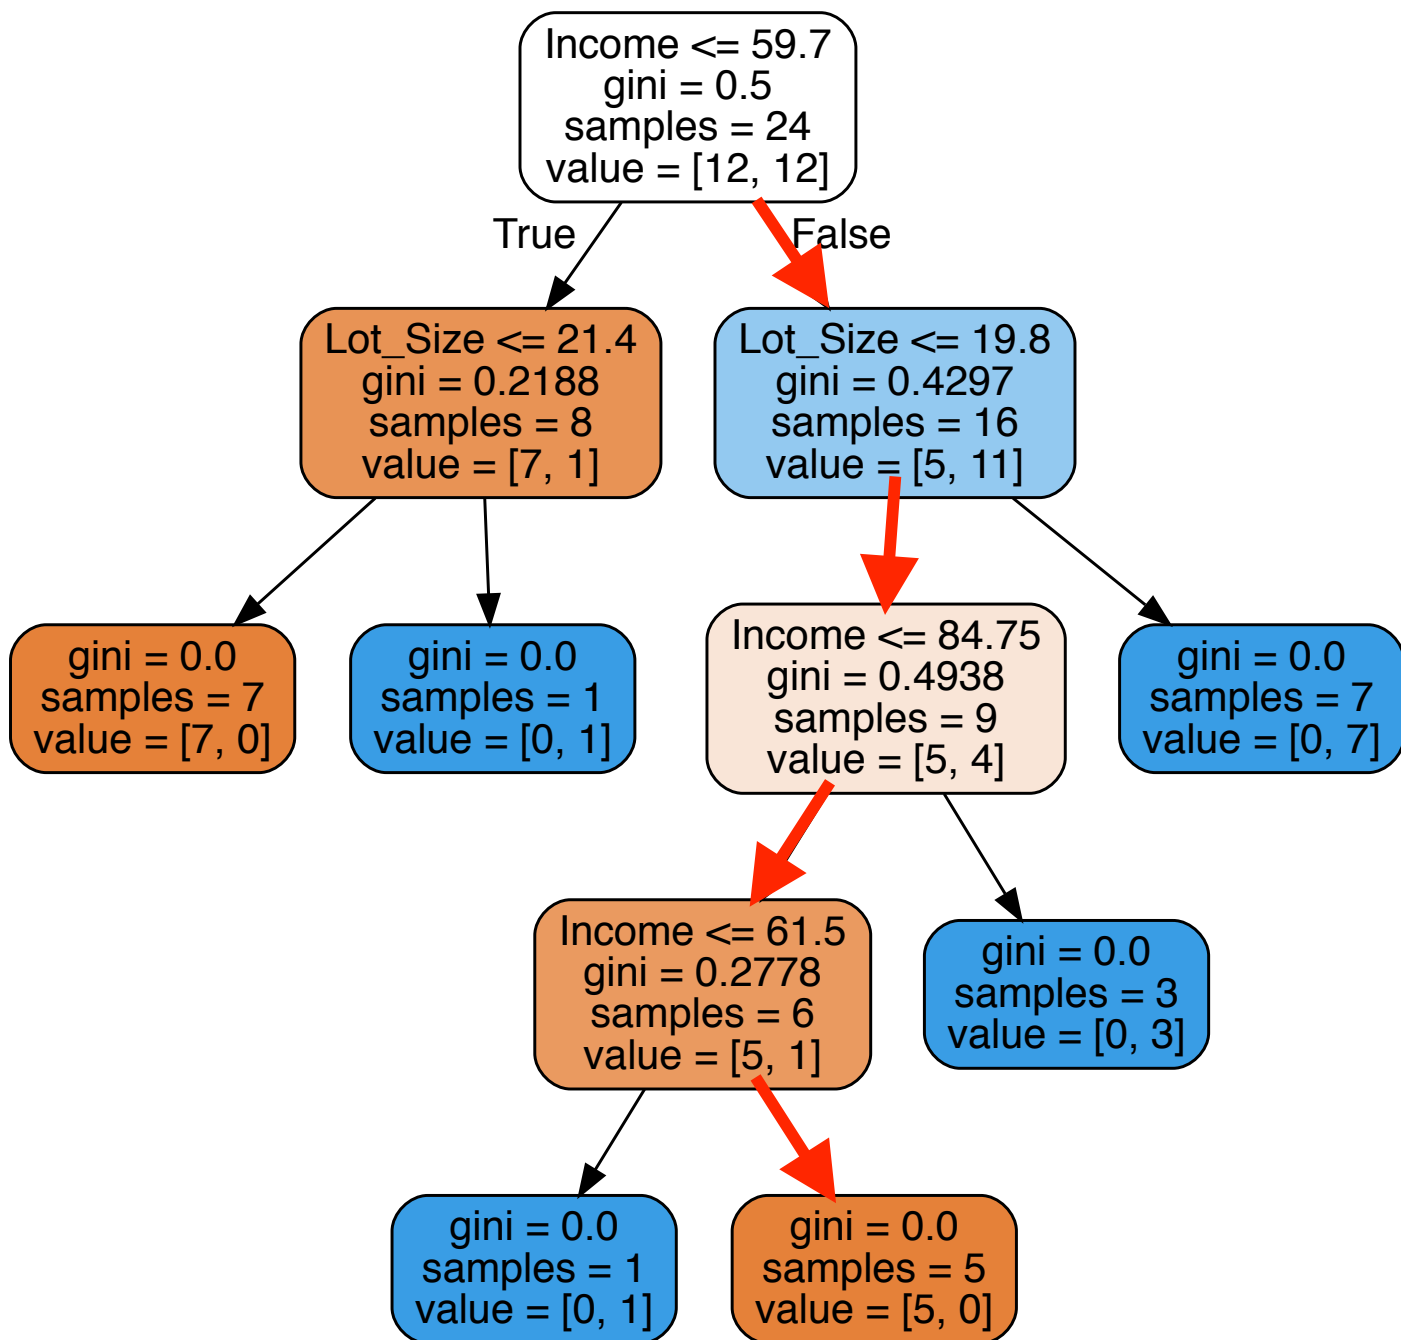 Income <= 59.7
gini = 0.5
samples = 24
value = [12, 12]
True
False
Lot_Size <= 21.4
gini = 0.2188
samples = 8
value = [7, 1]
Lot_Size <= 19.8
gini = 0.4297
samples = 16
value = [5, 11]
gini = 0.0
samples = 7
value = [7, 0]
gini = 0.0
samples = 1
value = [0, 1]
Income <= 84.75
gini = 0.4938
samples = 9
value = [5, 4]
gini = 0.0
samples = 7
value = [0, 7]
Income <= 61.5
gini = 0.2778
samples = 6
value = [5, 1]
gini = 0.0
samples = 3
value = [0, 3]
gini = 0.0
samples = 1
value = [0, 1]
gini = 0.0
samples = 5
value = [5, 0]